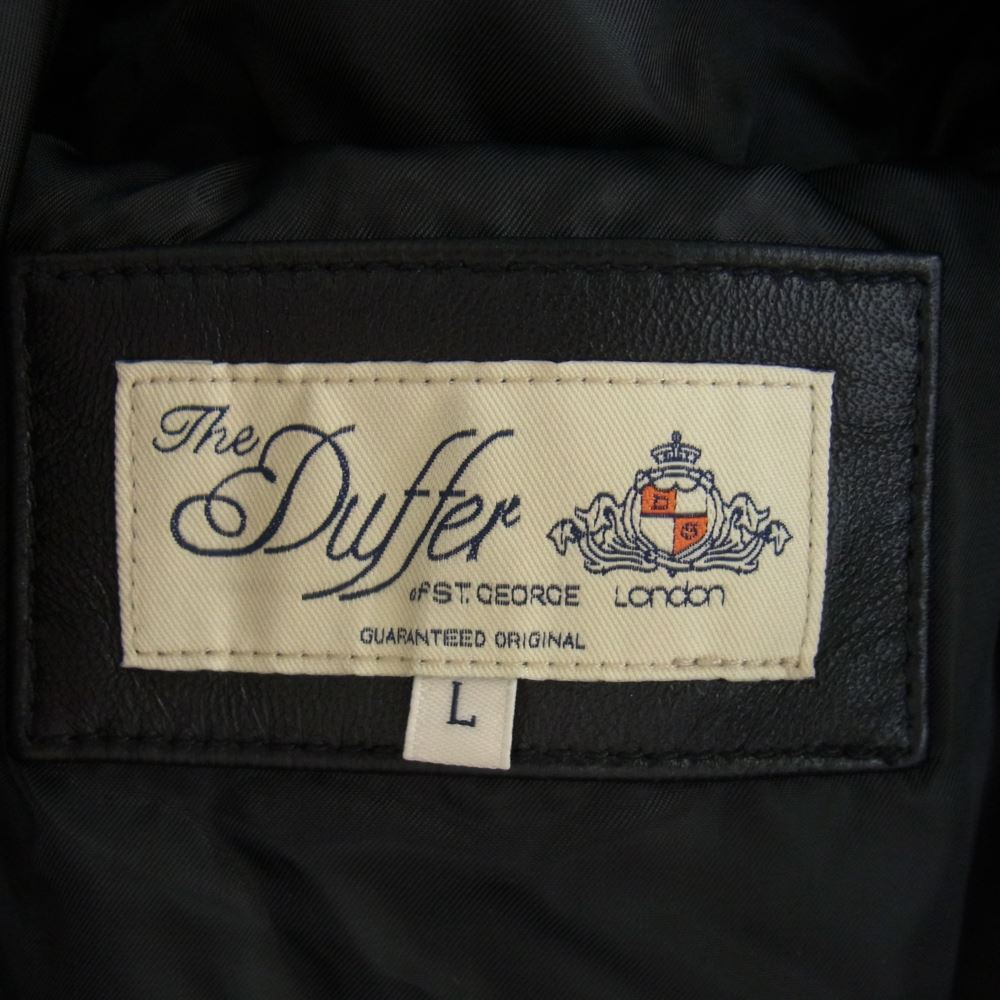 The Duffer
of ST. GEORGE London
D
G
GUARANTEED ORIGINAL
L